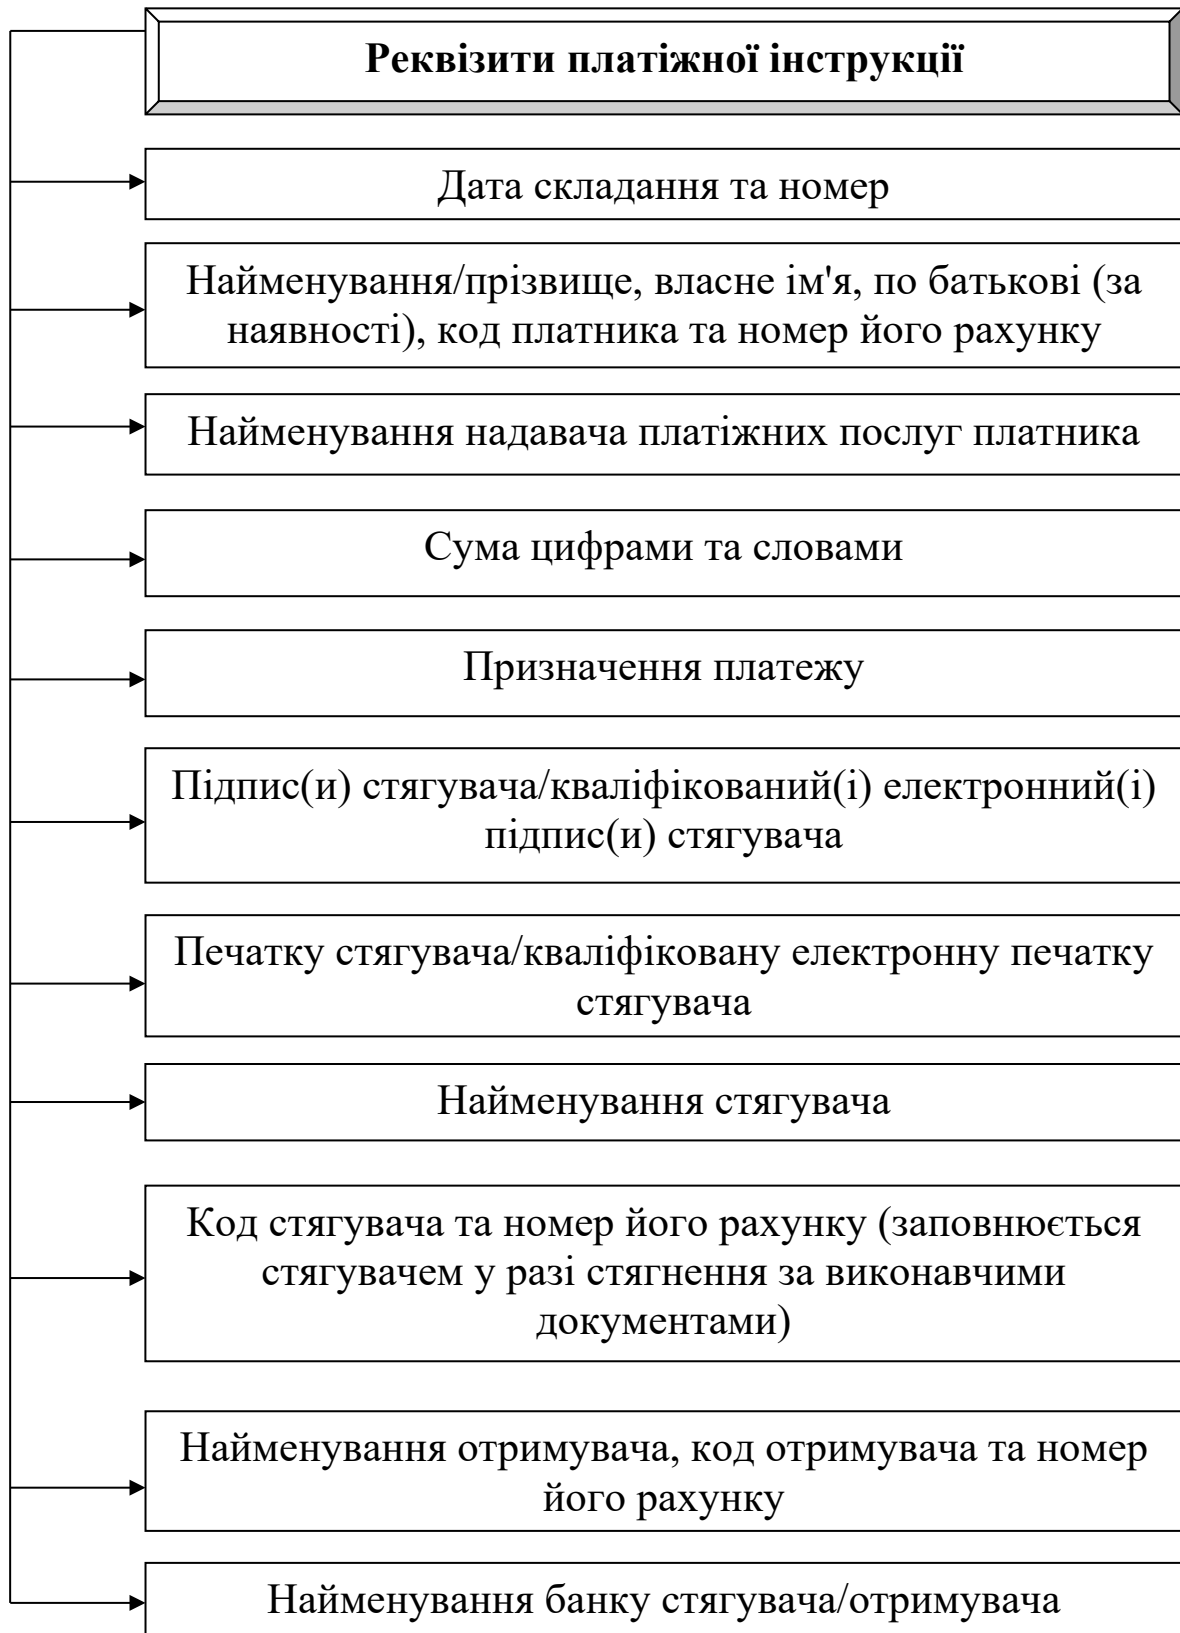 Реквізити платіжної інструкції
Дата складання та номер
Найменування/прізвище, власне ім'я, по батькові (за
наявності), код платника та номер його рахунку
Найменування надавача платіжних послуг платника
Сума цифрами та словами
Призначення платежу
Підпис(и) стягувача/кваліфікований(і) електронний(і)
підпис(и) стягувача
Печатку стягувача/кваліфіковану електронну печатку
стягувача
Найменування стягувача
Код стягувача та номер його рахунку (заповнюється
стягувачем у разі стягнення за виконавчими
документами)
Найменування отримувача, код отримувача та номер
його рахунку
Найменування банку стягувача/отримувача